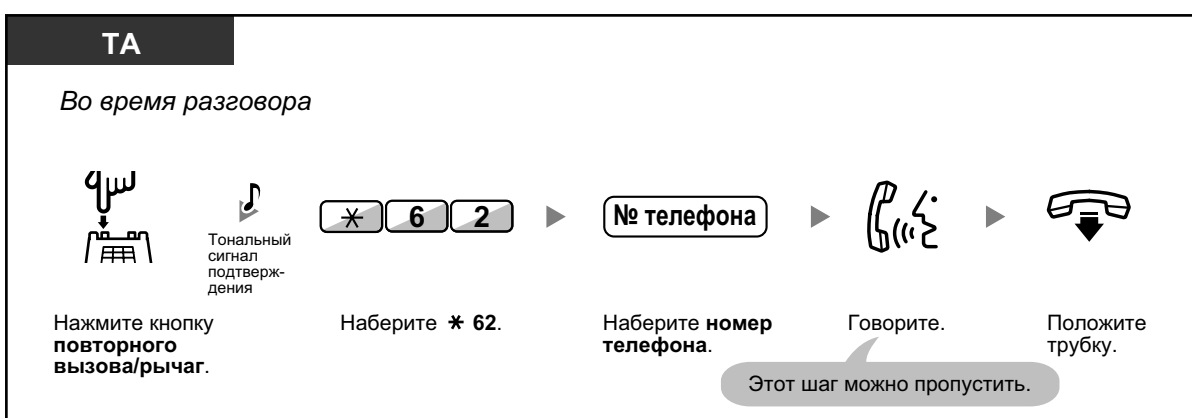 ТА
Во время разговора
Тональный
сигнал
подтверж-
дения
* 6 2
№ телефона
Нажмите кнопку
повторного
вызова/рычаг.
Наберите * 62.
Наберите номер
телефона.
Говорите.
Этот шаг можно пропустить.
Положите
трубку.